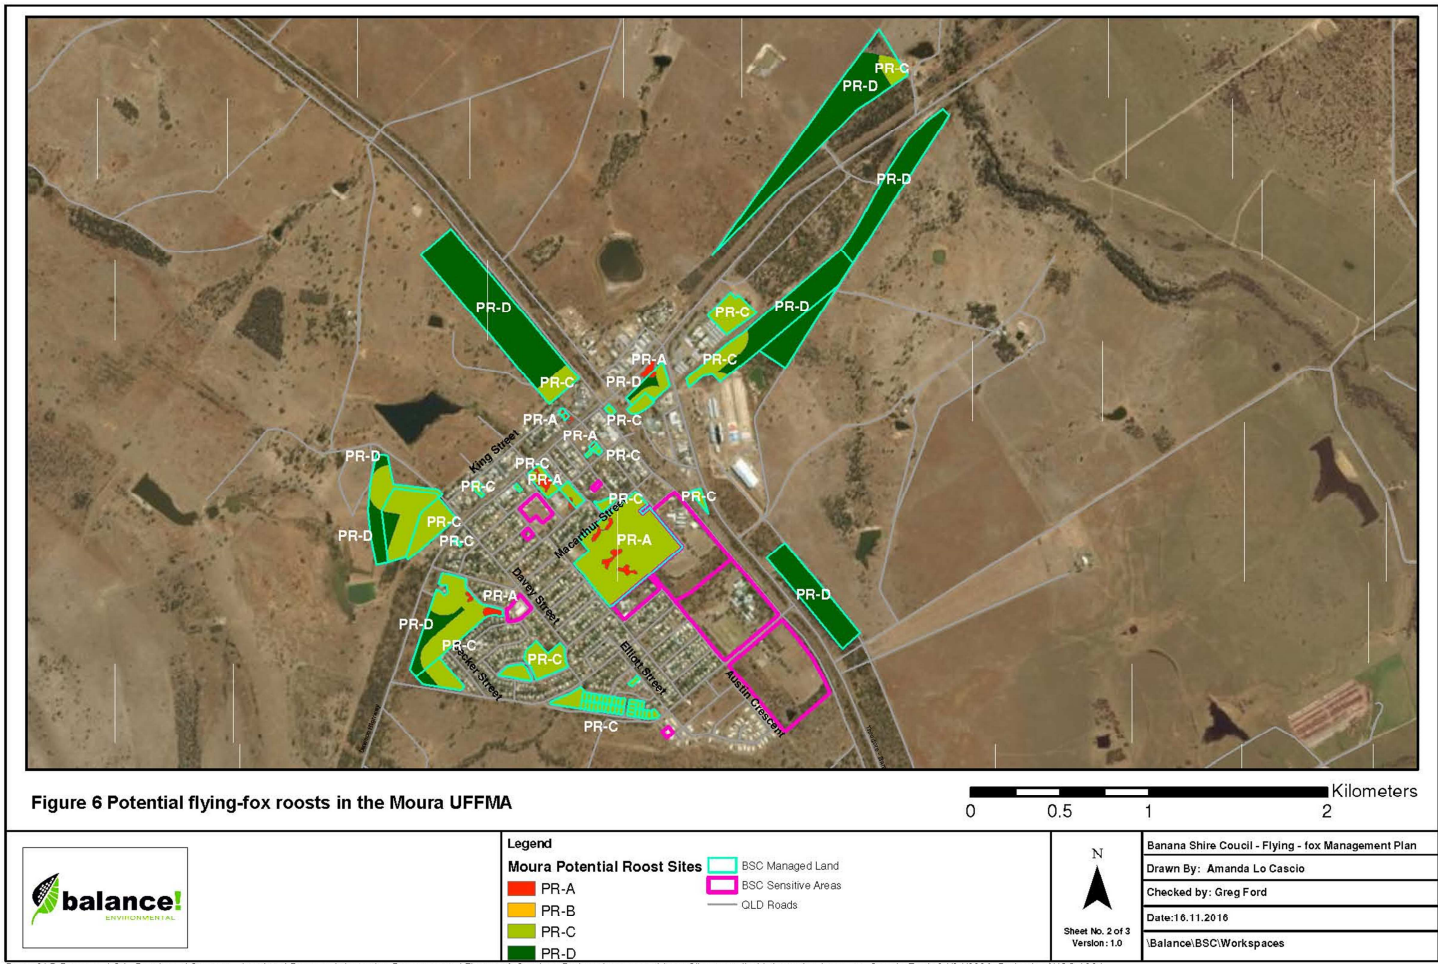 PR-C
PR-D
PR-D
PR-D
PR-D
PR-C
PR-A
PR-C
PR-D
PR-C
PR-A
PR-C
PR-A
King Street
PR-C
PR-D
PR-C
PR-A
PR-C
PR-C
PR-C
Macarthur Street
PR-C
PR-D
PR-C
PR-A
Davey Street
PR-A
PR-D
PR-D
PR-C
PR-C
Elliott Street
Austin Crescent
PR-C
Figure 6 Potential flying-fox roosts in the Moura UFFMA
Kilometers
0 0.5 1 2
balance!
ENVIRONMENTAL
Legend
Moura Potential Roost Sites
PR-A
PR-B
PR-C
PR-D
BSC Managed Land
BSC Sensitive Areas
QLD Roads
N
Sheet No. 2 of 3
Version: 1.0
Banana Shire Coucil - Flying - fox Management Plan
Drawn By: Amanda Lo Cascio
Checked by: Greg Ford
Date:16.11.2016
\Balance\BSC\Workspaces